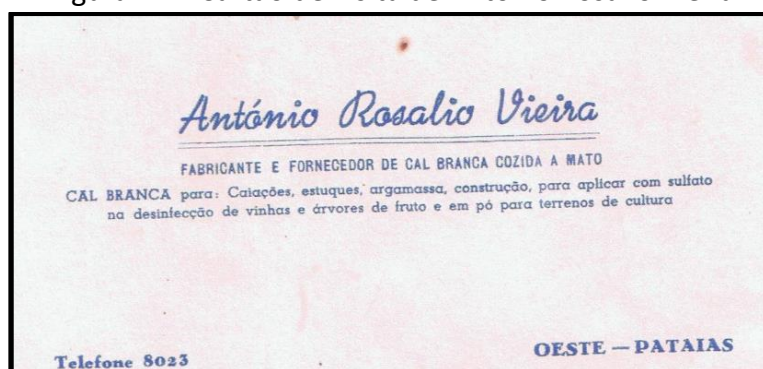 António Rosalio Vieira
FABRICANTE E FORNECEDOR DE CAL BRANCA COZIDA A MATO
CAL BRANCA para: Caiações, estuques, argamassa, construção, para aplicar com sulfato
na desinfecção de vinhas e árvores de fruto e em pó para terrenos de cultura
Telefone 8023
OESTE — PATAIAS